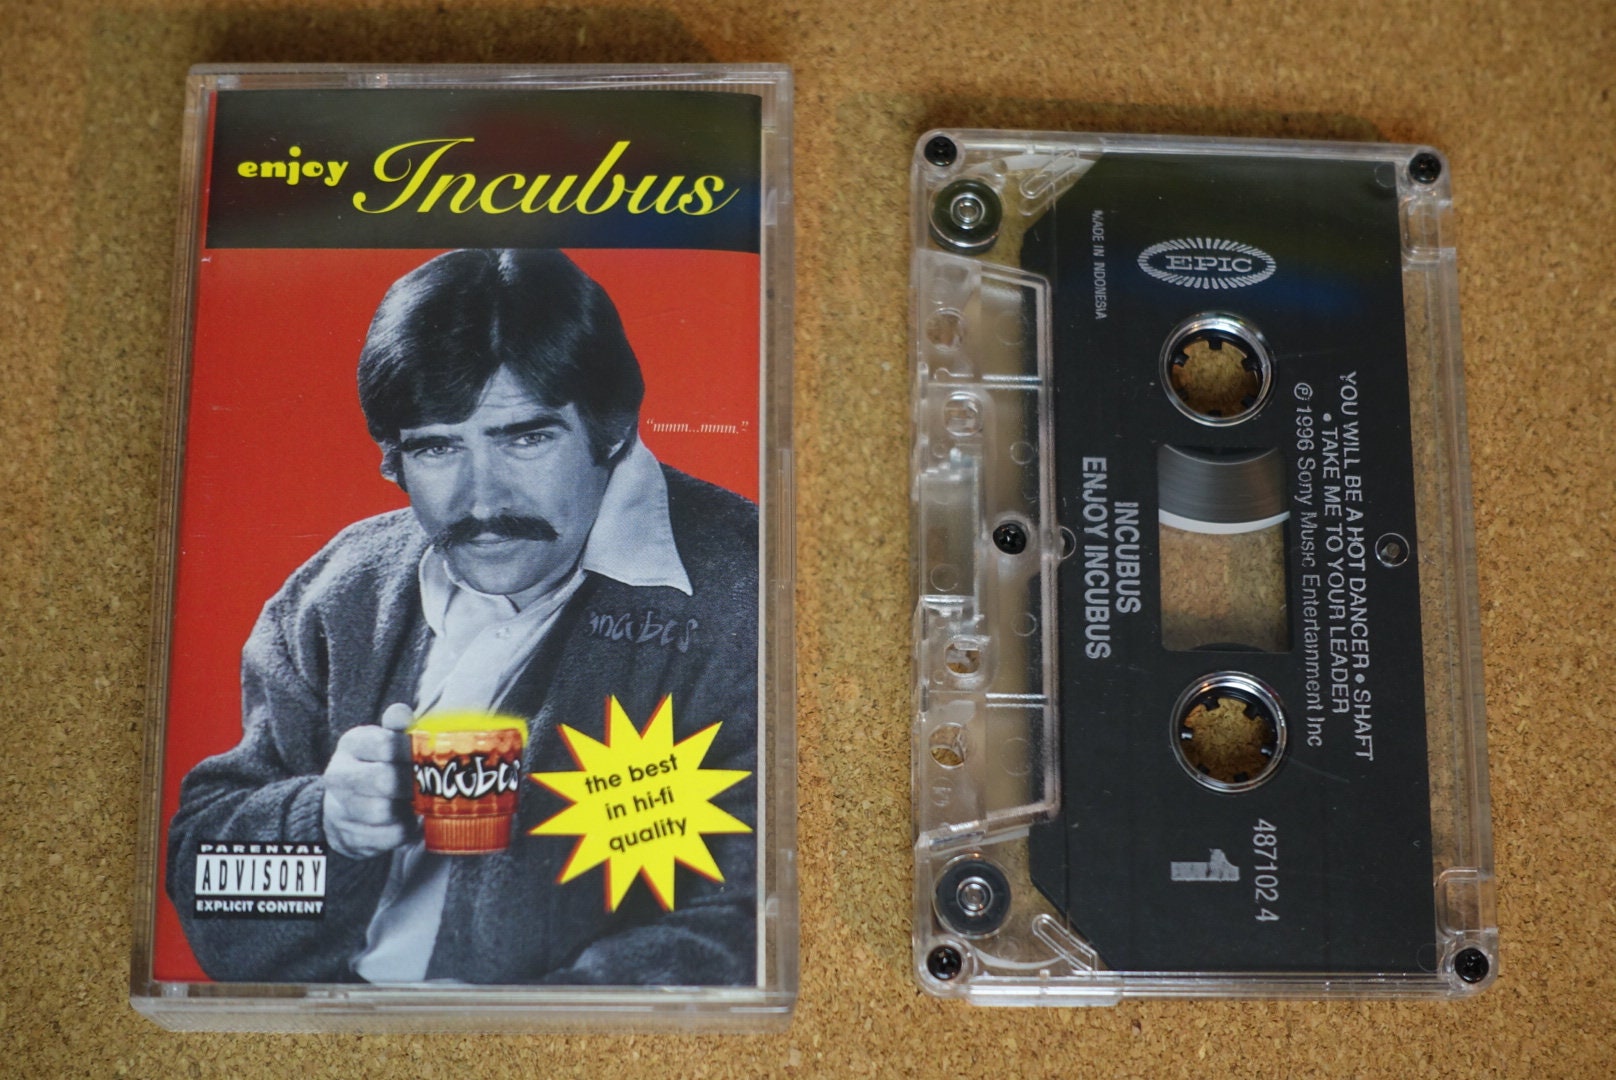 enjoy Incubus
"mmm...mmm."
incubus
incubus
the best
in hi-fi
quality
PARENTAL
ADVISORY
EXPLICIT CONTENT
EPIC
MADE IN INDONESIA
YOU WILL BE A HOT DANCER • SHAFT
• TAKE ME TO YOUR LEADER
℗ 1996 Sony Music Entertainment Inc
INCUBUS
ENJOY INCUBUS
1
487102 4